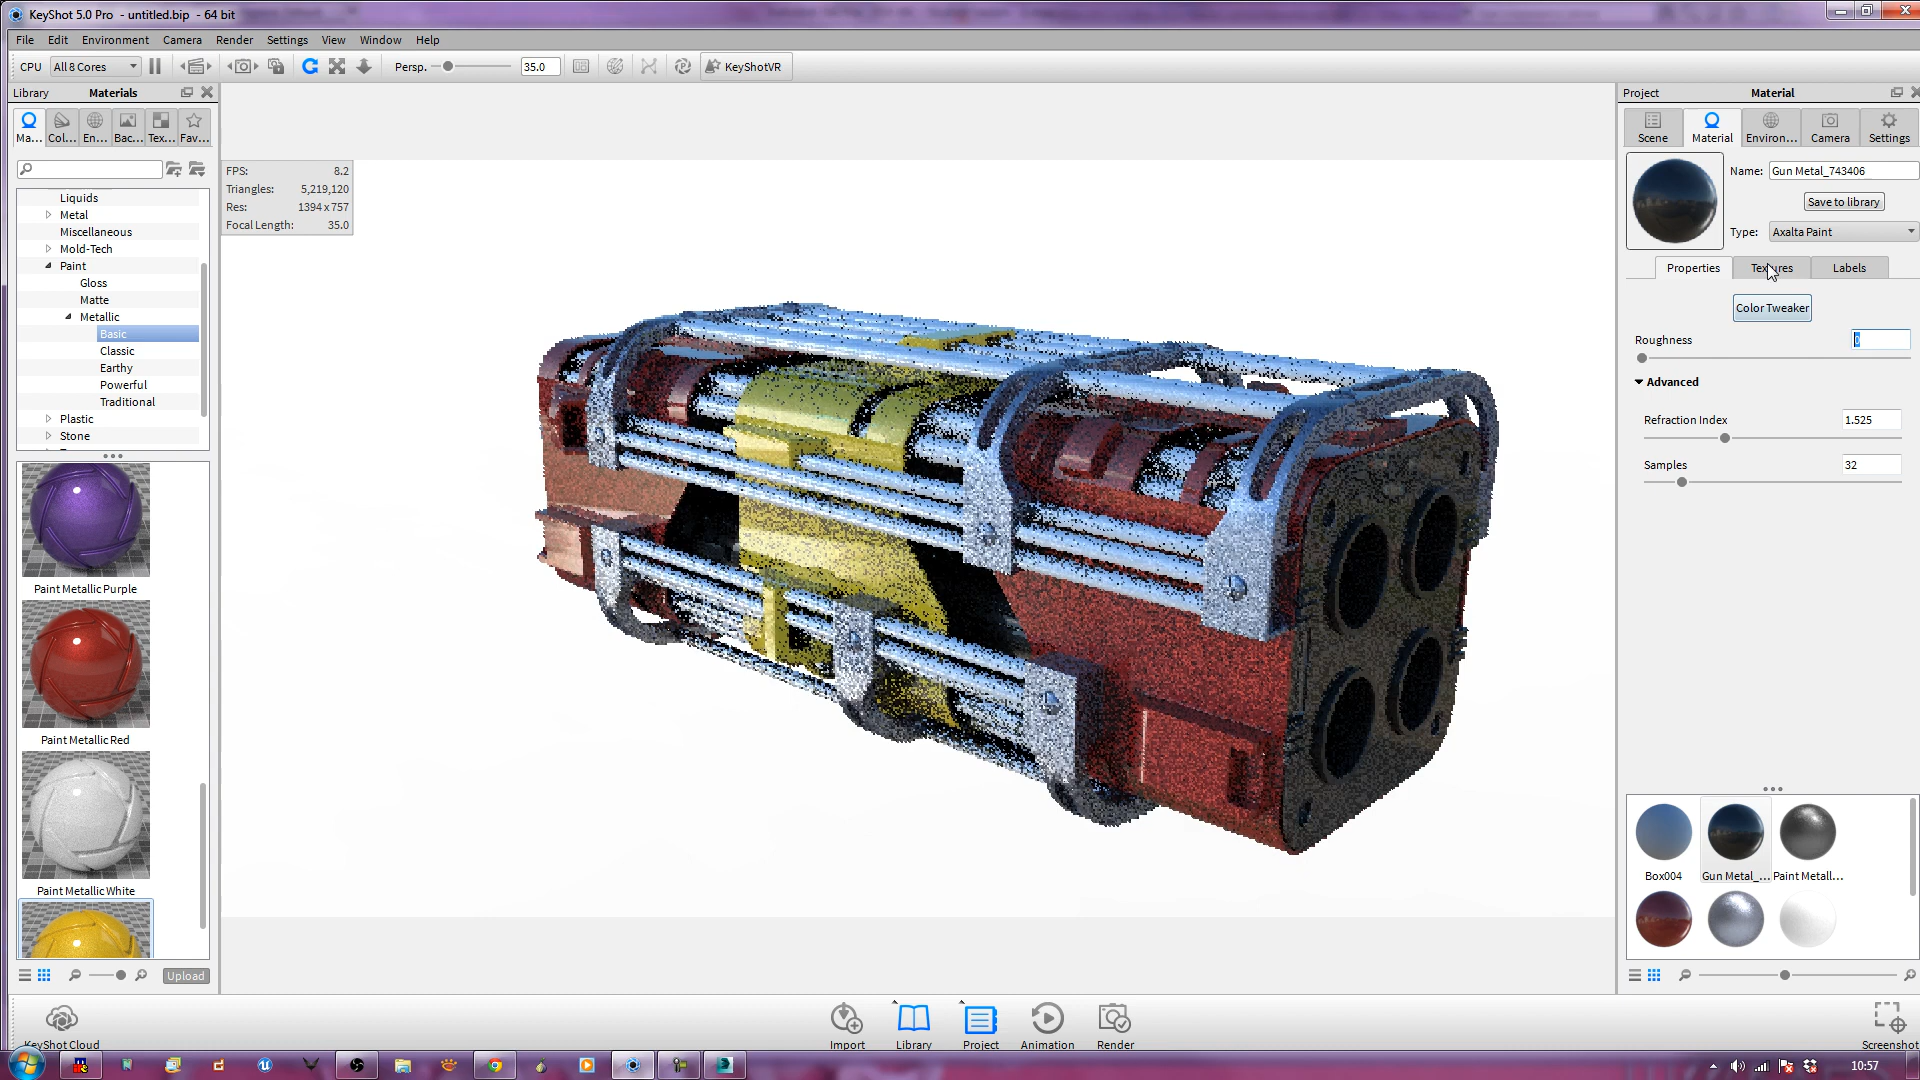 KeyShot 5.0 Pro - untitled.bip - 64 bit
File Edit Environment Camera Render Settings View Window Help
CPU All 8 Cores Persp. 35.0 KeyShotVR
Library Materials
Ma... Col... En... Bac... Tex... Fav...
Liquids
Metal
Miscellaneous
Mold-Tech
Paint
Gloss
Matte
Metallic
Basic
Classic
Earthy
Powerful
Traditional
Plastic
Stone
Paint Metallic Purple
Paint Metallic Red
Paint Metallic White
Upload
FPS: 8.2
Triangles: 5,219,120
Res: 1394 x 757
Focal Length: 35.0
Project Material
Scene Material Environ... Camera Settings
Name: Gun Metal_743406
Save to library
Type: Axalta Paint
Properties Textures Labels
Color Tweaker
Roughness
Advanced
Refraction Index 1.525
Samples 32
Box004 Gun Metal_... Paint Metall...
KeyShot Cloud
Import Library Project Animation Render Screenshot
10:57